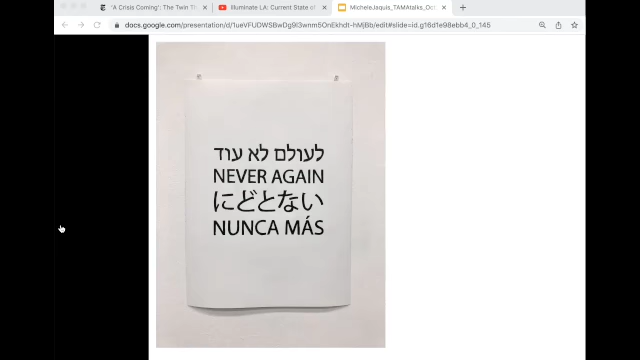 'A Crisis Coming': The Twin Th
Illuminate LA: Current State of
MicheleJaquis_TAMAtalks_Oct
לעולם לא עוד
NEVER AGAIN
にどとない
NUNCA MÁS